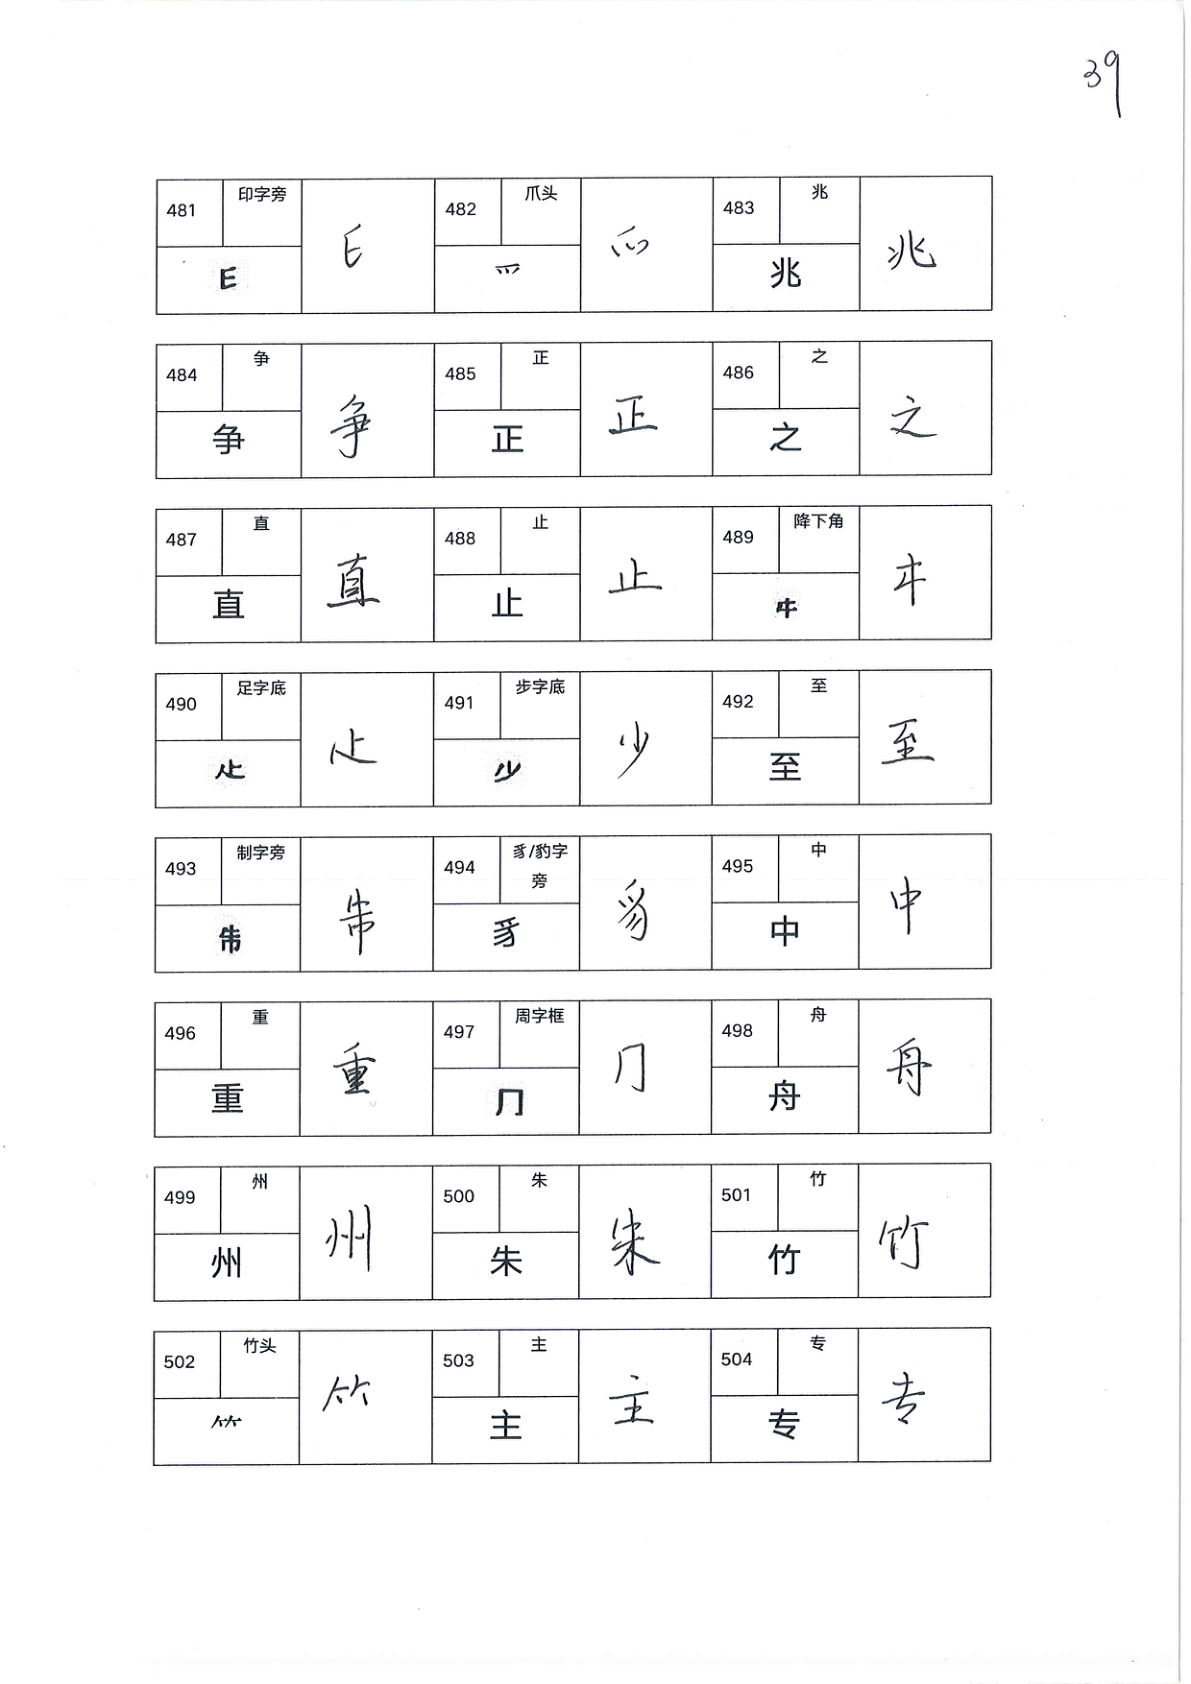 39
481 印字旁 482 爪头 483 兆
𠂎 爫 兆
爫 兆
484 争 485 正 486 之
争 争 正 正 之 之
487 直 488 止 489 降下角
直 直 止 止 㐄 㐄
490 足字底 491 步字底 492 至
龰 龰 少 少 至 至
493 制字旁 494 豸/豹字旁 495 中
豸 豸 中 中
496 重 497 周字框 498 舟
重 重 ⺆ ⺆ 舟 舟
499 州 500 朱 501 竹
州 州 朱 朱 竹 竹
502 竹头 503 主 504 专
𥫗 𥫗 主 主 专 专